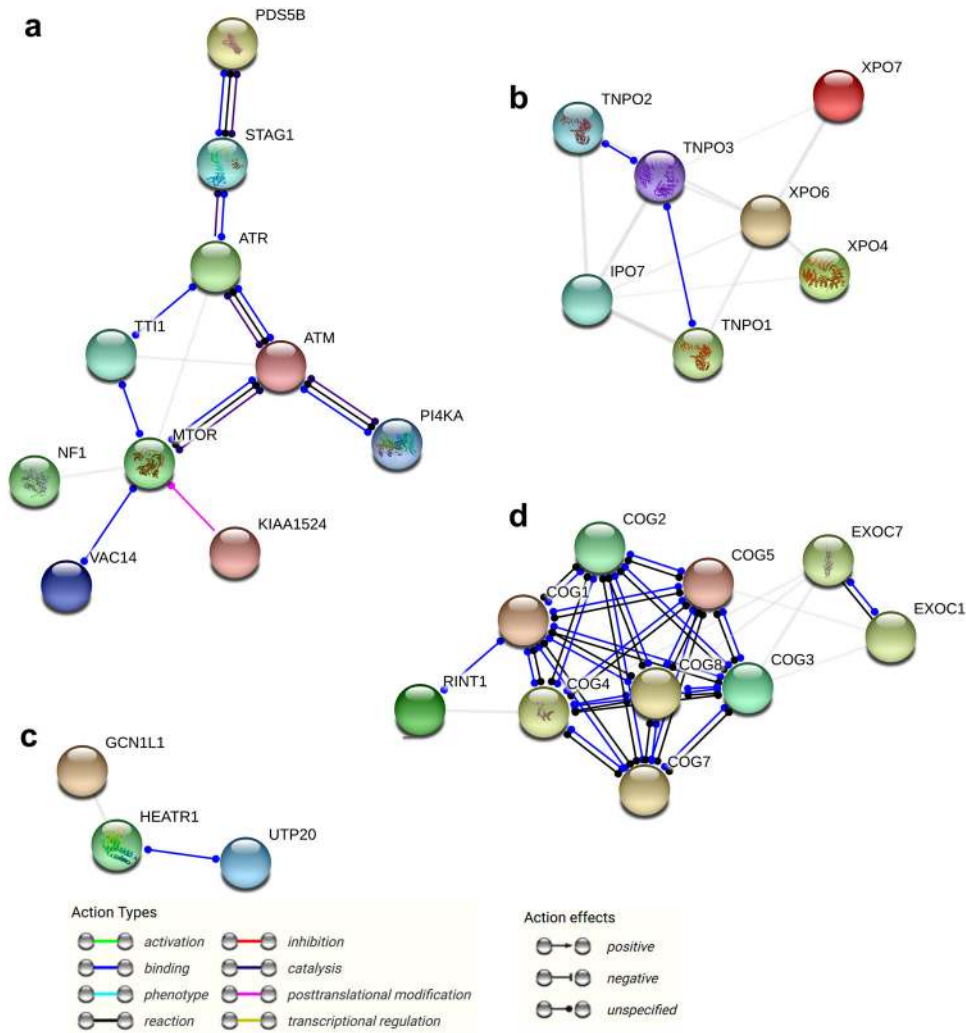 a
PDS5B
STAG1
ATR
TTI1
ATM
MTOR
PI4KA
NF1
KIAA1524
VAC14
b
XPO7
TNPO2
TNPO3
XPO6
XPO4
IPO7
TNPO1
c
GCN1L1
HEATR1
UTP20
d
COG2
EXOC7
COG5
COG1
EXOC1
COG8
COG3
RINT1
COG4
COG7
Action Types
activation
inhibition
binding
catalysis
phenotype
posttranslational modification
reaction
transcriptional regulation
Action effects
positive
negative
unspecified